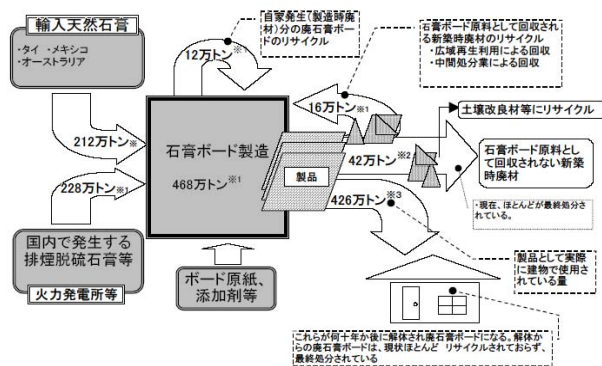 輸入天然石膏
・タイ ・メキシコ
・オーストラリア
212万トン※
228万トン※1
国内で発生する
排煙脱硫石膏等
火力発電所等
12万トン※
自家発生(製造時廃
材)分の廃石膏ボー
ドのリサイクル
石膏ボード製造
468万トン※1
製品
ボード原紙、
添加剤等
石膏ボード原料として回収され
る新築時廃材のリサイクル
・広域再生利用による回収
・中間処分業による回収
16万トン※1
土壌改良材等にリサイクル
42万トン※2
石膏ボード原料とし
て回収されない新築
時廃材
・現在、ほとんどが最終処分さ
れている。
426万トン※3
製品として実際
に建物で使用さ
れている量
これらが何十年か後に解体され廃石膏ボードになる。解体か
らの廃石膏ボードは、現状ほとんど リサイクルされておらず、
最終処分されている